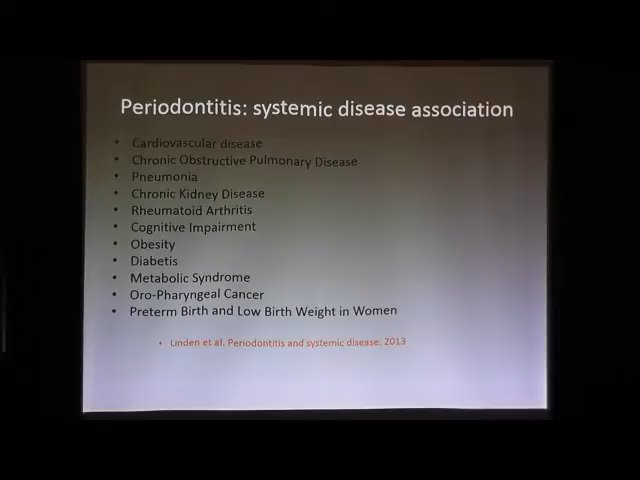 Periodontitis: systemic disease association
• Cardiovascular disease
• Chronic Obstructive Pulmonary Disease
• Pneumonia
• Chronic Kidney Disease
• Rheumatoid Arthritis
• Cognitive Impairment
• Obesity
• Diabetis
• Metabolic Syndrome
• Oro-Pharyngeal Cancer
• Preterm Birth and Low Birth Weight in Women
• Linden et al. Periodontitis and systemic disease. 2013